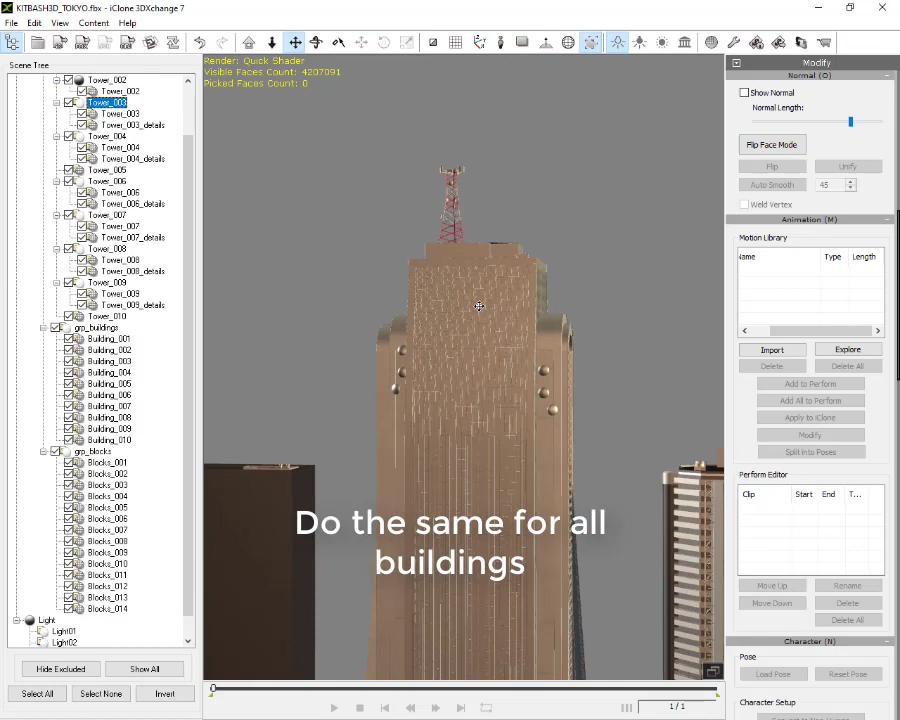 KITBASH3D_TOKYO.fbx - iClone 3DXchange 7
File Edit View Content Help
Scene Tree
Tower_002
Tower_002
Tower_003
Tower_003
Tower_003_details
Tower_004
Tower_004
Tower_004_details
Tower_005
Tower_006
Tower_006
Tower_006_details
Tower_007
Tower_007
Tower_007_details
Tower_008
Tower_008
Tower_008_details
Tower_009
Tower_009
Tower_009_details
Tower_010
grp_buildings
Building_001
Building_002
Building_003
Building_004
Building_005
Building_006
Building_007
Building_008
Building_009
Building_010
grp_blocks
Blocks_001
Blocks_002
Blocks_003
Blocks_004
Blocks_005
Blocks_006
Blocks_007
Blocks_008
Blocks_009
Blocks_010
Blocks_011
Blocks_012
Blocks_013
Blocks_014
Light
Light01
Light02
Hide Excluded Show All
Select All Select None Invert
Render: Quick Shader
Visible Faces Count: 4207091
Picked Faces Count: 0
Do the same for all
buildings
1 / 1
Modify
Normal (O)
Show Normal
Normal Length:
Flip Face Mode
Flip Unify
Auto Smooth 45
Weld Vertex
Animation (M)
Motion Library
Name Type Length
Import Explore
Delete Delete All
Add to Perform
Add All to Perform
Apply to iClone
Modify
Split into Poses
Perform Editor
Clip Start End T...
Move Up Rename
Move Down Delete
Delete All
Character (N)
Pose
Load Pose Reset Pose
Character Setup